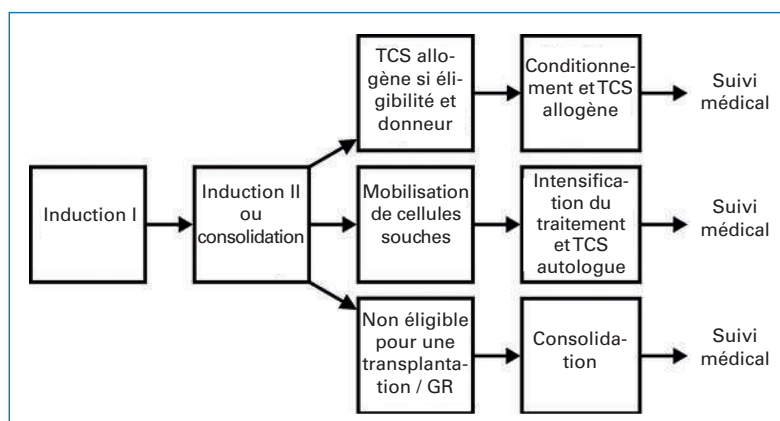 Induction I
Induction II
ou
consolidation
TCS allo-
gène si éli-
gibilité et
donneur
Conditionne-
ment et TCS
allogène
Suivi
médical
Mobilisation
de cellules
souches
Intensifica-
tion du
traitement
et TCS
autologue
Suivi
médical
Non éligible
pour une
transplanta-
tion / GR
Consolida-
tion
Suivi
médical